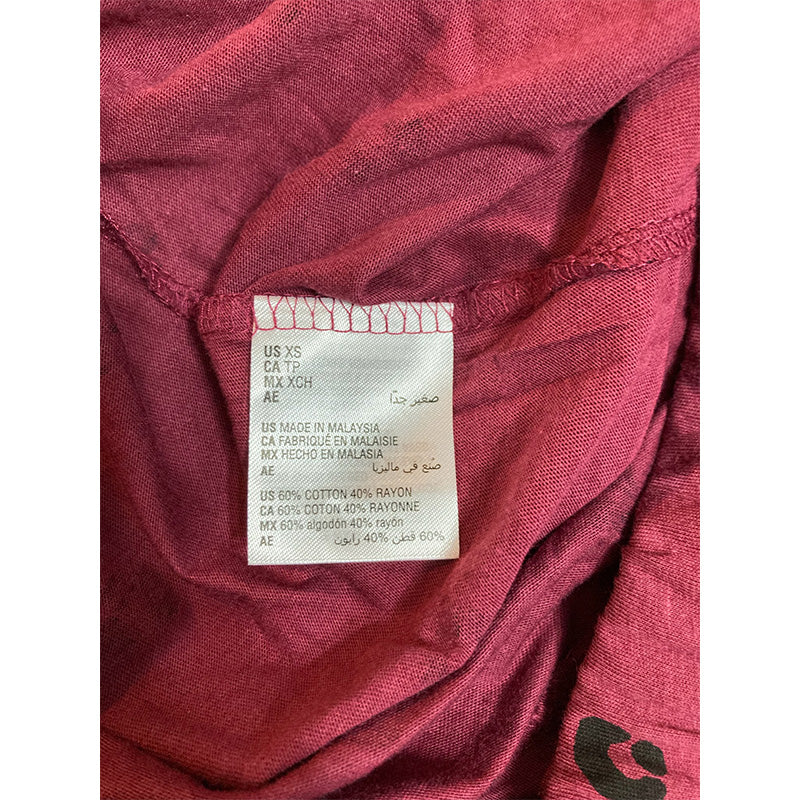 US XS
CA TP
MX XCH
AE صغير جدًا
US MADE IN MALAYSIA
CA FABRIQUÉ EN MALAISIE
MX HECHO EN MALASIA
AE صُنع في ماليزيا
US 60% COTTON 40% RAYON
CA 60% COTON 40% RAYONNE
MX 60% algodón 40% rayón
AE 60% قطن 40% رايون